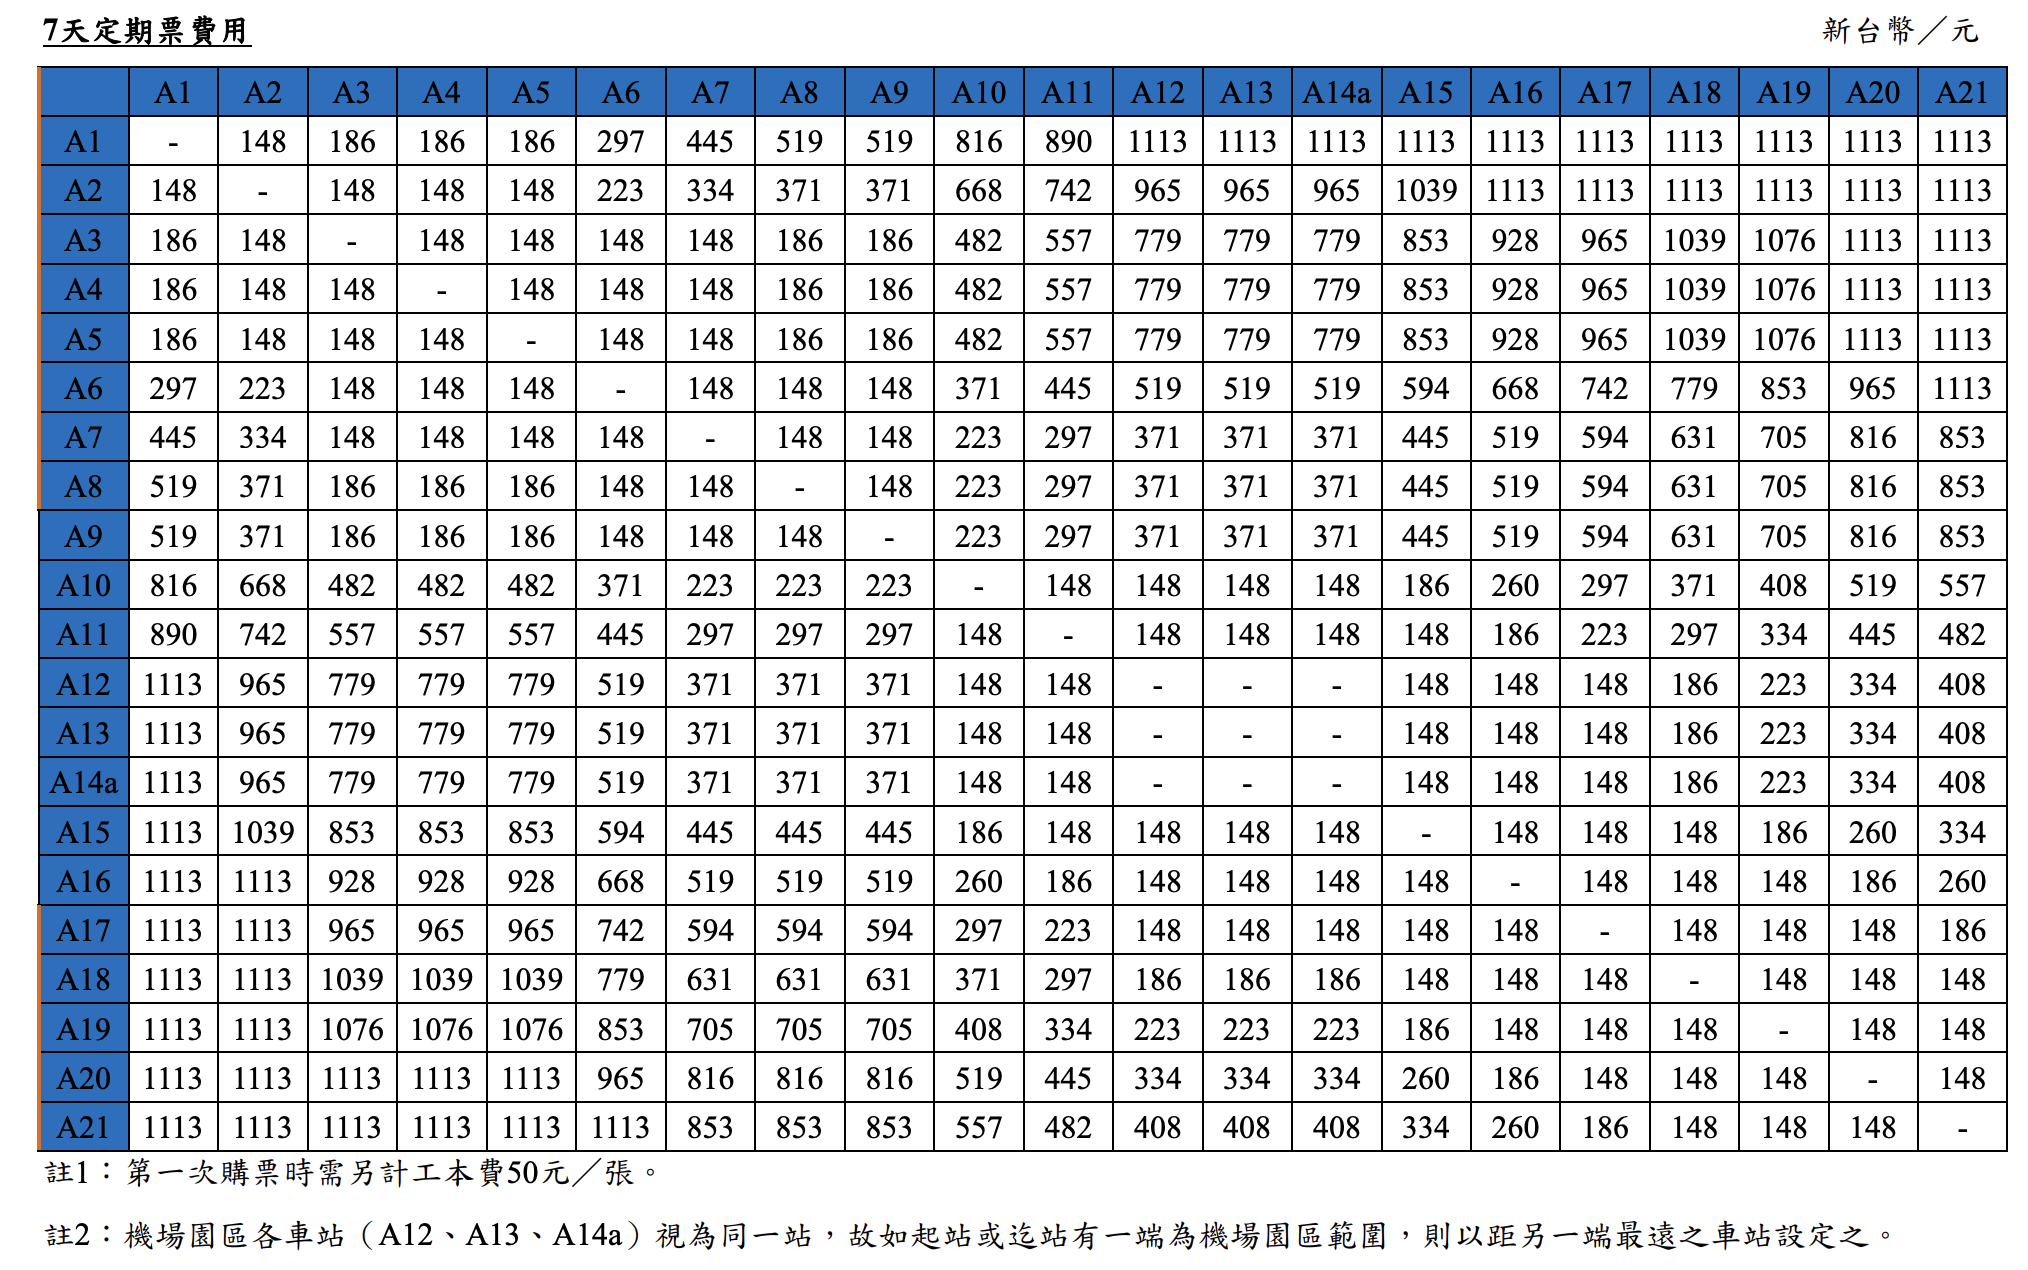 7天定期票費用 新台幣／元
A1 A2 A3 A4 A5 A6 A7 A8 A9 A10 A11 A12 A13 A14a A15 A16 A17 A18 A19 A20 A21
A1 - 148 186 186 186 297 445 519 519 816 890 1113 1113 1113 1113 1113 1113 1113 1113 1113 1113
A2 148 - 148 148 148 223 334 371 371 668 742 965 965 965 1039 1113 1113 1113 1113 1113 1113
A3 186 148 - 148 148 148 148 186 186 482 557 779 779 779 853 928 965 1039 1076 1113 1113
A4 186 148 148 - 148 148 148 186 186 482 557 779 779 779 853 928 965 1039 1076 1113 1113
A5 186 148 148 148 - 148 148 186 186 482 557 779 779 779 853 928 965 1039 1076 1113 1113
A6 297 223 148 148 148 - 148 148 148 371 445 519 519 519 594 668 742 779 853 965 1113
A7 445 334 148 148 148 148 - 148 148 223 297 371 371 371 445 519 594 631 705 816 853
A8 519 371 186 186 186 148 148 - 148 223 297 371 371 371 445 519 594 631 705 816 853
A9 519 371 186 186 186 148 148 148 - 223 297 371 371 371 445 519 594 631 705 816 853
A10 816 668 482 482 482 371 223 223 223 - 148 148 148 148 186 260 297 371 408 519 557
A11 890 742 557 557 557 445 297 297 297 148 - 148 148 148 148 186 223 297 334 445 482
A12 1113 965 779 779 779 519 371 371 371 148 148 - - - 148 148 148 186 223 334 408
A13 1113 965 779 779 779 519 371 371 371 148 148 - - - 148 148 148 186 223 334 408
A14a 1113 965 779 779 779 519 371 371 371 148 148 - - - 148 148 148 186 223 334 408
A15 1113 1039 853 853 853 594 445 445 445 186 148 148 148 148 - 148 148 148 186 260 334
A16 1113 1113 928 928 928 668 519 519 519 260 186 148 148 148 148 - 148 148 148 186 260
A17 1113 1113 965 965 965 742 594 594 594 297 223 148 148 148 148 148 - 148 148 148 186
A18 1113 1113 1039 1039 1039 779 631 631 631 371 297 186 186 186 148 148 148 - 148 148 148
A19 1113 1113 1076 1076 1076 853 705 705 705 408 334 223 223 223 186 148 148 148 - 148 148
A20 1113 1113 1113 1113 1113 965 816 816 816 519 445 334 334 334 260 186 148 148 148 - 148
A21 1113 1113 1113 1113 1113 1113 853 853 853 557 482 408 408 408 334 260 186 148 148 148 -
註1：第一次購票時需另計工本費50元／張。
註2：機場園區各車站（A12、A13、A14a）視為同一站，故如起站或迄站有一端為機場園區範圍，則以距另一端最遠之車站設定之。